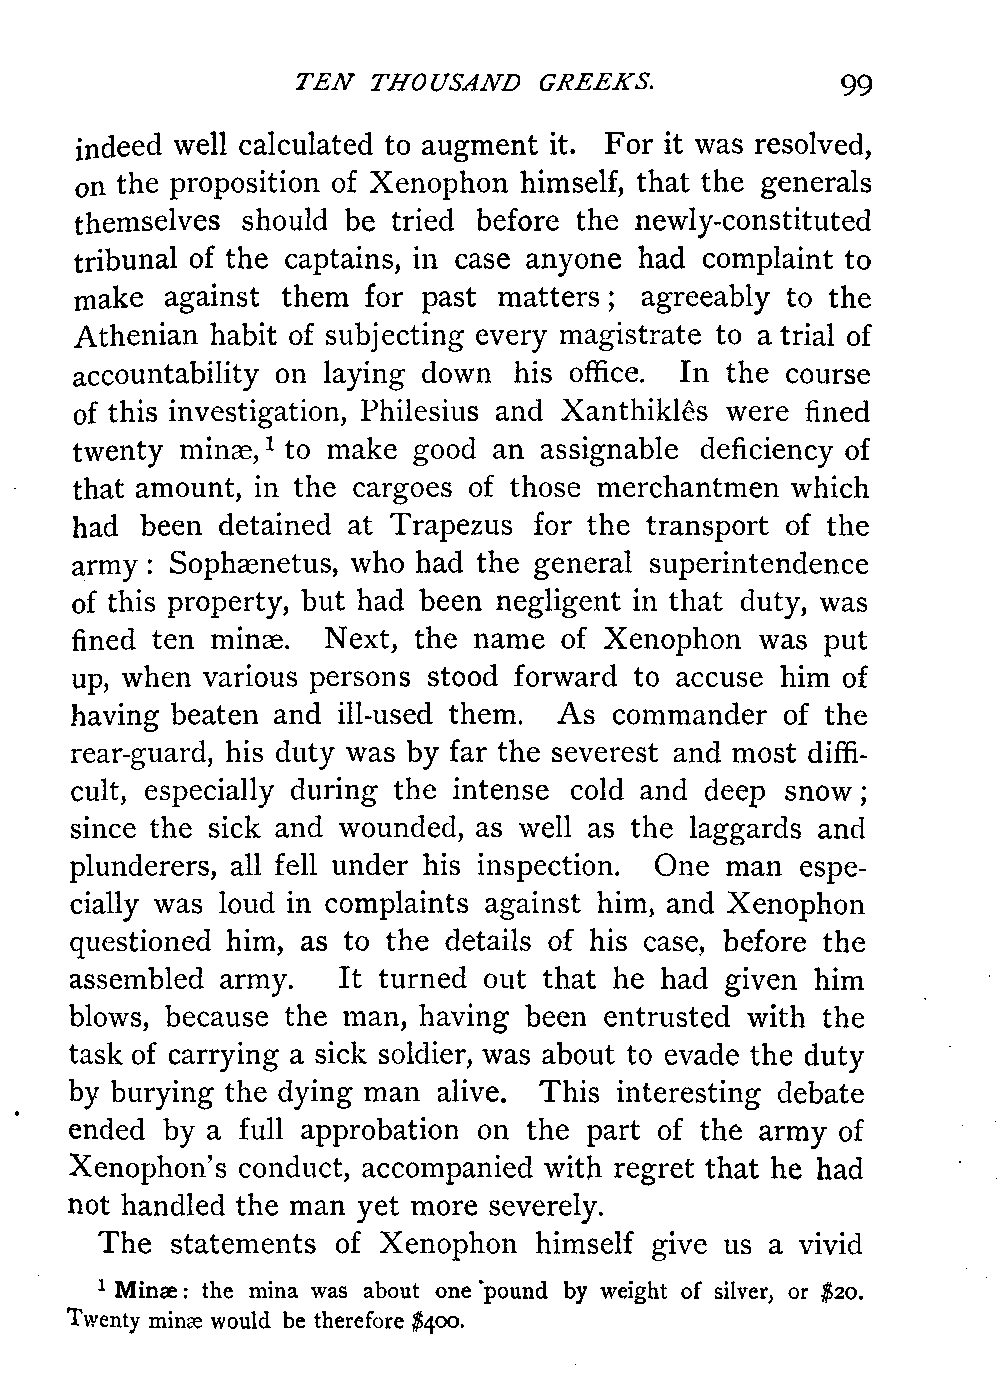 TEN THOUSAND GREEKS. 99
indeed well calculated to augment it. For it was resolved,
on the proposition of Xenophon himself, that the generals
themselves should be tried before the newly-constituted
tribunal of the captains, in case anyone had complaint to
make against them for past matters; agreeably to the
Athenian habit of subjecting every magistrate to a trial of
accountability on laying down his office. In the course
of this investigation, Philesius and Xanthiklês were fined
twenty minæ,¹ to make good an assignable deficiency of
that amount, in the cargoes of those merchantmen which
had been detained at Trapezus for the transport of the
army: Sophænetus, who had the general superintendence
of this property, but had been negligent in that duty, was
fined ten minæ. Next, the name of Xenophon was put
up, when various persons stood forward to accuse him of
having beaten and ill-used them. As commander of the
rear-guard, his duty was by far the severest and most diffi-
cult, especially during the intense cold and deep snow;
since the sick and wounded, as well as the laggards and
plunderers, all fell under his inspection. One man espe-
cially was loud in complaints against him, and Xenophon
questioned him, as to the details of his case, before the
assembled army. It turned out that he had given him
blows, because the man, having been entrusted with the
task of carrying a sick soldier, was about to evade the duty
by burying the dying man alive. This interesting debate
ended by a full approbation on the part of the army of
Xenophon's conduct, accompanied with regret that he had
not handled the man yet more severely.
The statements of Xenophon himself give us a vivid
¹ Minæ: the mina was about one pound by weight of silver, or $20.
Twenty minæ would be therefore $400.